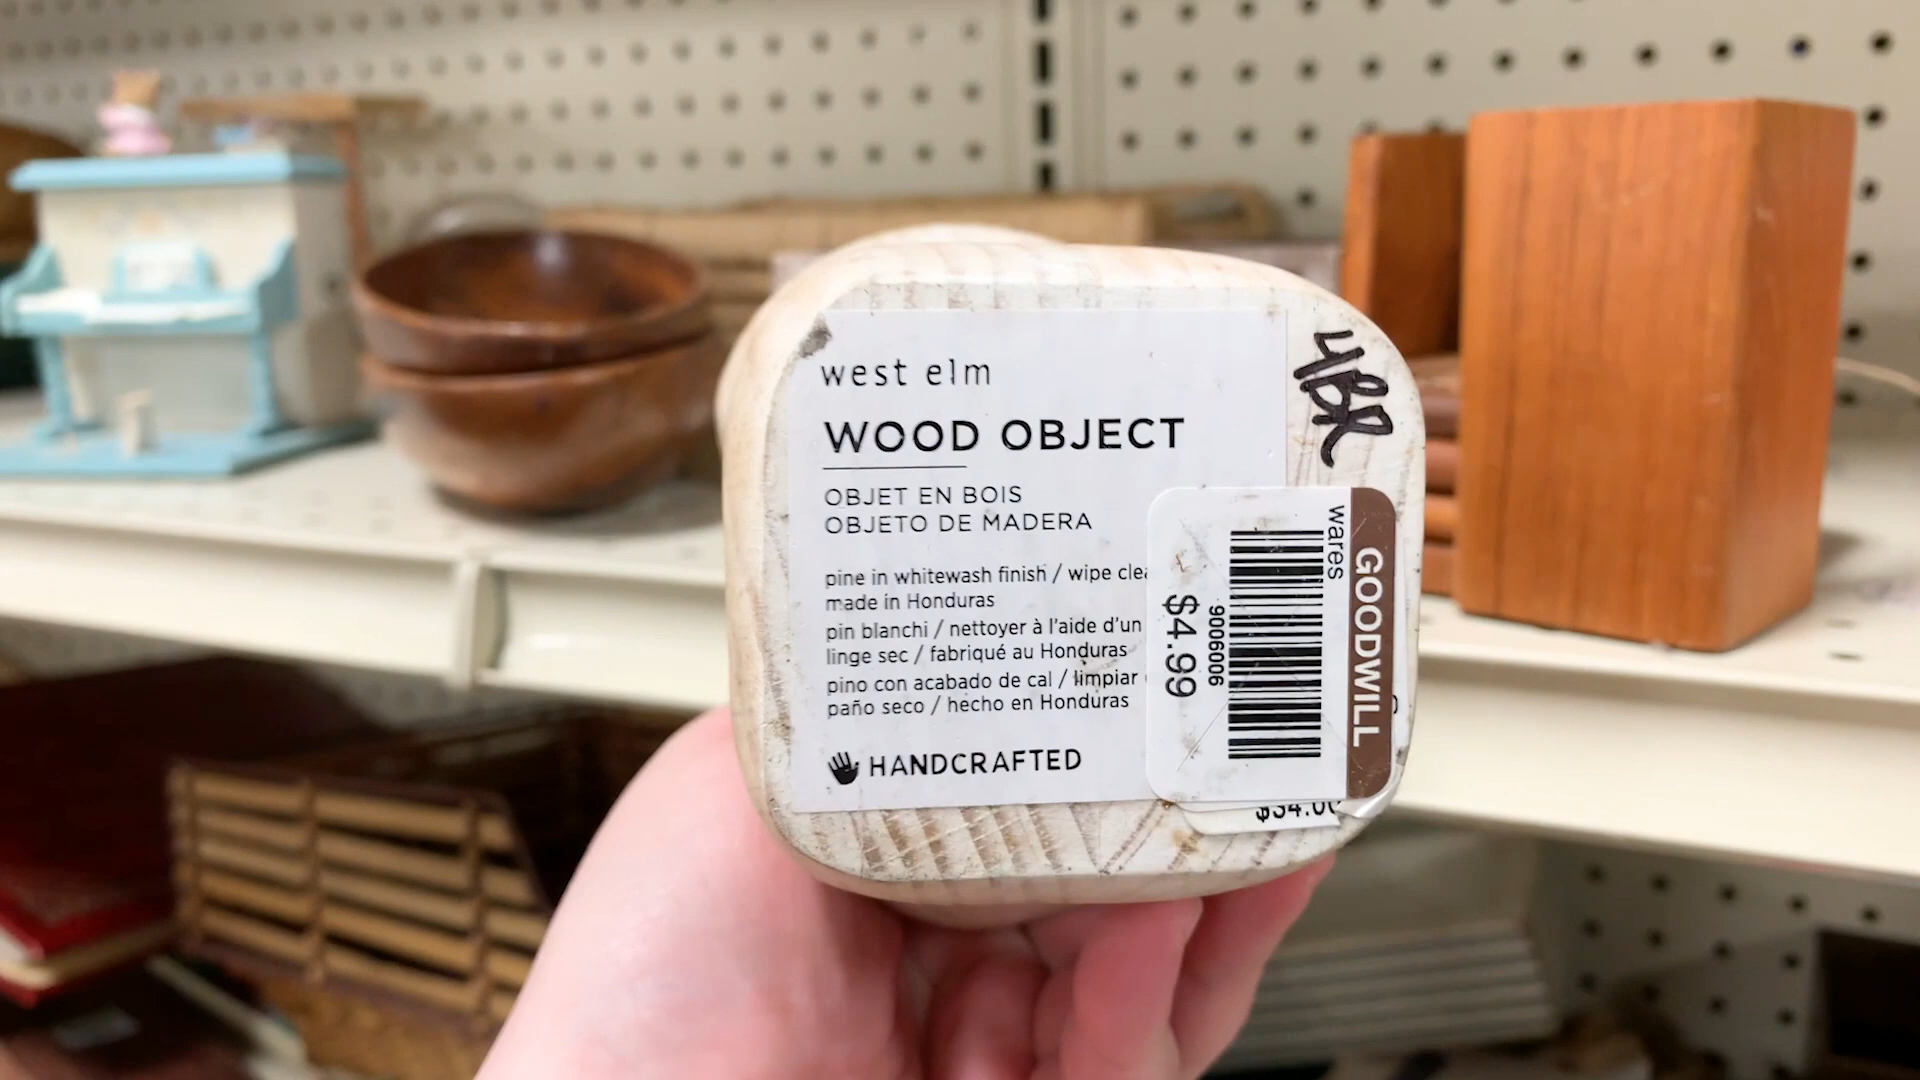 west elm
WOOD OBJECT
OBJET EN BOIS
OBJETO DE MADERA
pine in whitewash finish / wipe
made in Honduras
pin blanchi / nettoyer à l'aide d'un
linge sec / fabriqué au Honduras
pino con acabado de cal / limpiar
paño seco / hecho en Honduras
HANDCRAFTED
4BR
GOODWILL
wares
9006006
$4.99